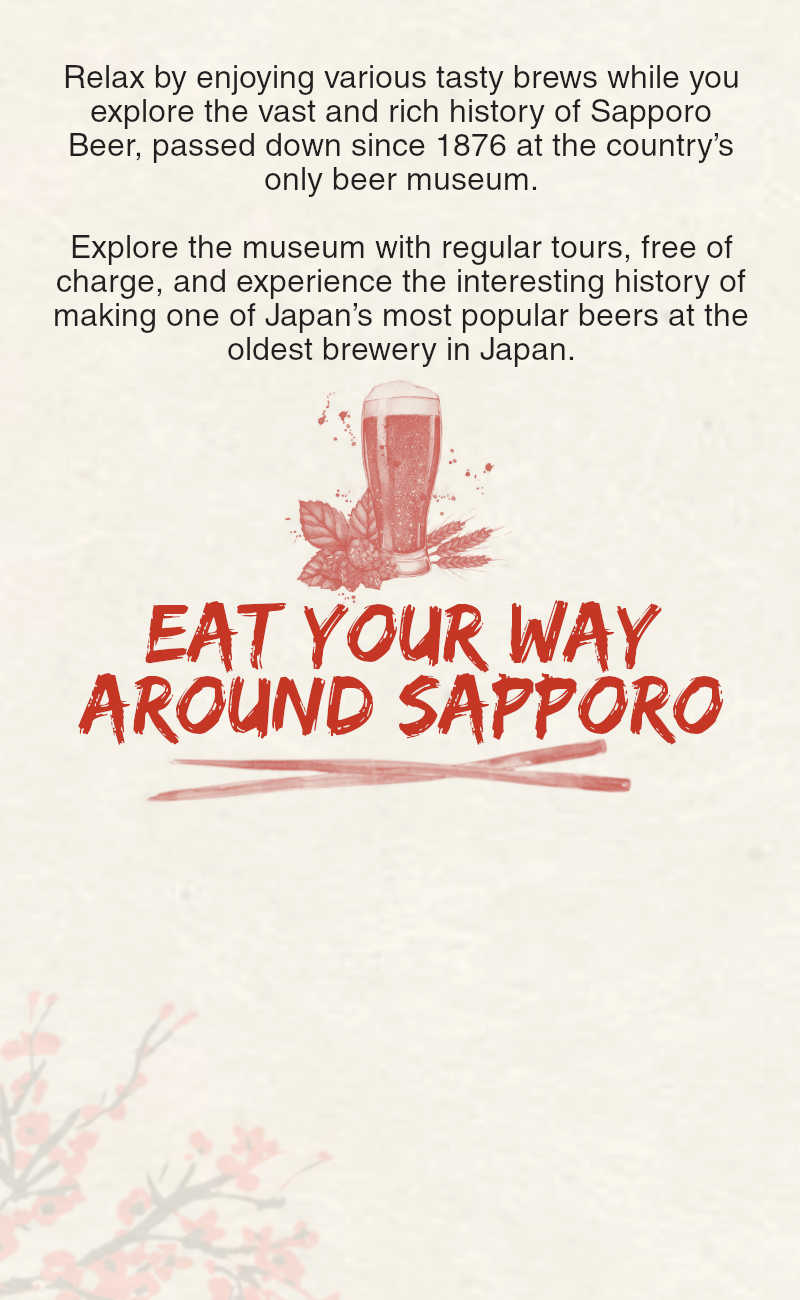 Relax by enjoying various tasty brews while you
explore the vast and rich history of Sapporo
Beer, passed down since 1876 at the country’s
only beer museum.
Explore the museum with regular tours, free of
charge, and experience the interesting history of
making one of Japan’s most popular beers at the
oldest brewery in Japan.
EAT YOUR WAY
AROUND SAPPORO